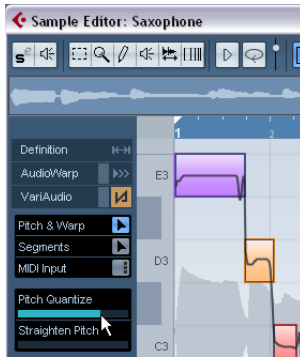 Sample Editor: Saxophone
1
2
Definition
AudioWarp
VariAudio
Pitch & Warp
Segments
MIDI Input
Pitch Quantize
Straighten Pitch
E3
D3
C3